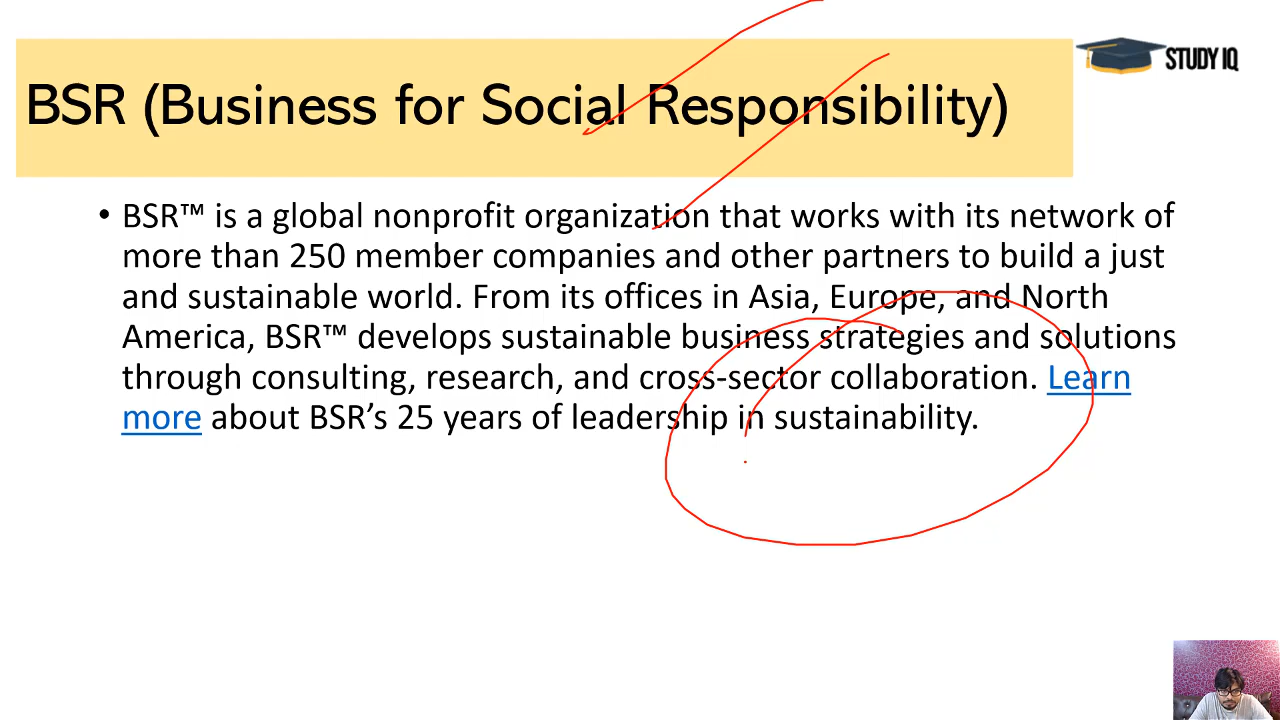 BSR (Business for Social Responsibility)
STUDY IQ
• BSR™ is a global nonprofit organization that works with its network of
more than 250 member companies and other partners to build a just
and sustainable world. From its offices in Asia, Europe, and North
America, BSR™ develops sustainable business strategies and solutions
through consulting, research, and cross-sector collaboration. Learn
more about BSR’s 25 years of leadership in sustainability.